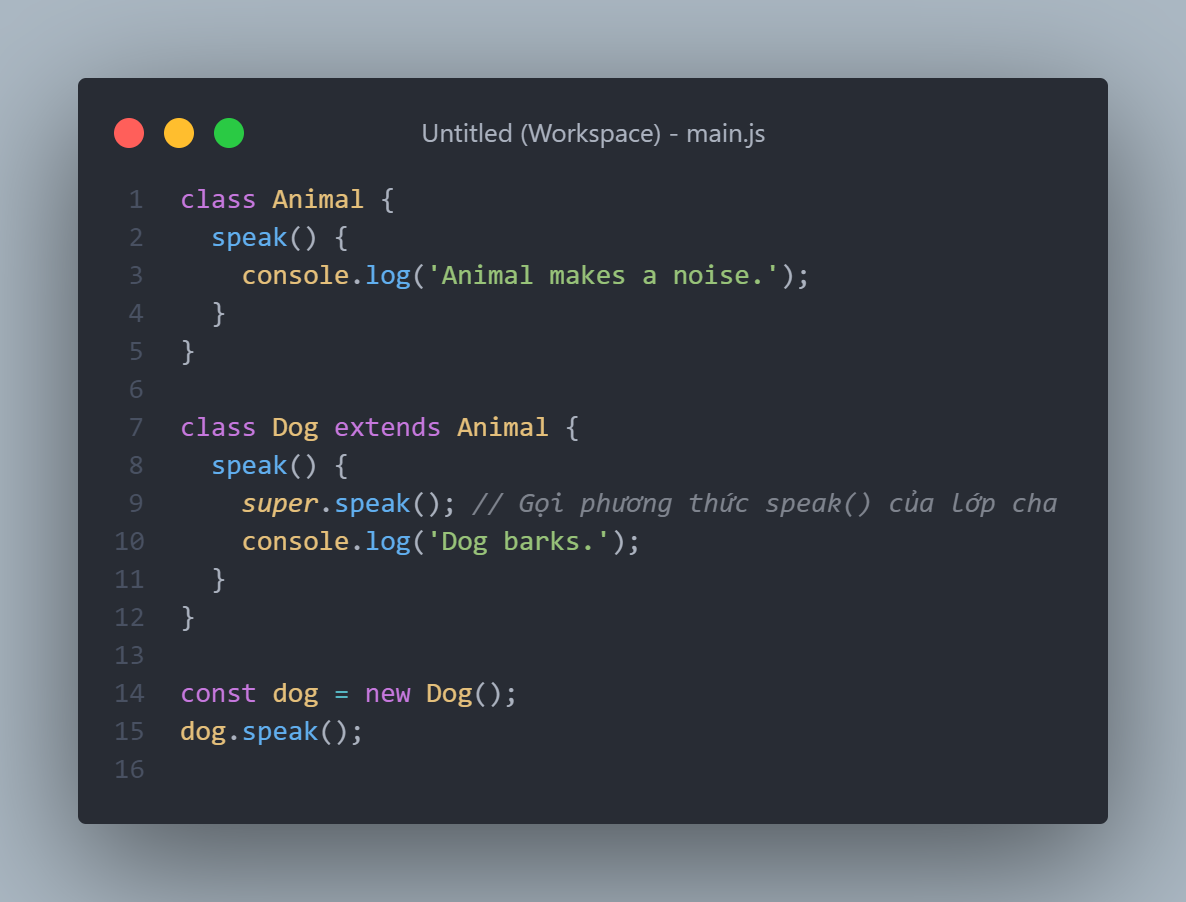 Untitled (Workspace) - main.js
1 class Animal {
2   speak() {
3     console.log('Animal makes a noise.');
4   }
5 }
6
7 class Dog extends Animal {
8   speak() {
9     super.speak(); // Gọi phương thức speak() của lớp cha
10     console.log('Dog barks.');
11   }
12 }
13
14 const dog = new Dog();
15 dog.speak();
16